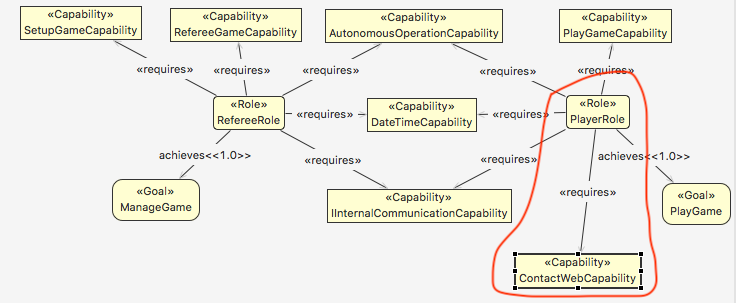 «Capability»
SetupGameCapability
«Capability»
RefereeGameCapability
«Capability»
AutonomousOperationCapability
«Capability»
PlayGameCapability
«requires»
«requires»
«requires»
«requires»
«requires»
«Role»
RefereeRole
«requires»
«Capability»
DateTimeCapability
«requires»
«Role»
PlayerRole
achieves<<1.0>>
«requires»
«requires»
achieves<<1.0>>
«Goal»
ManageGame
«Capability»
IInternalCommunicationCapability
«requires»
«Goal»
PlayGame
«Capability»
ContactWebCapability